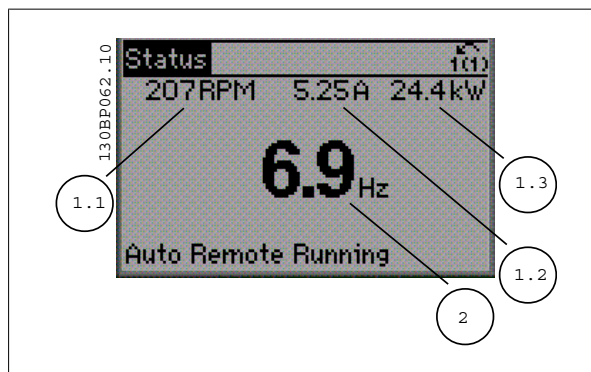 130BP062.10
Status
1(1)
207RPM 5.25A 24.4kW
6.9Hz
Auto Remote Running
1.1
1.3
1.2
2